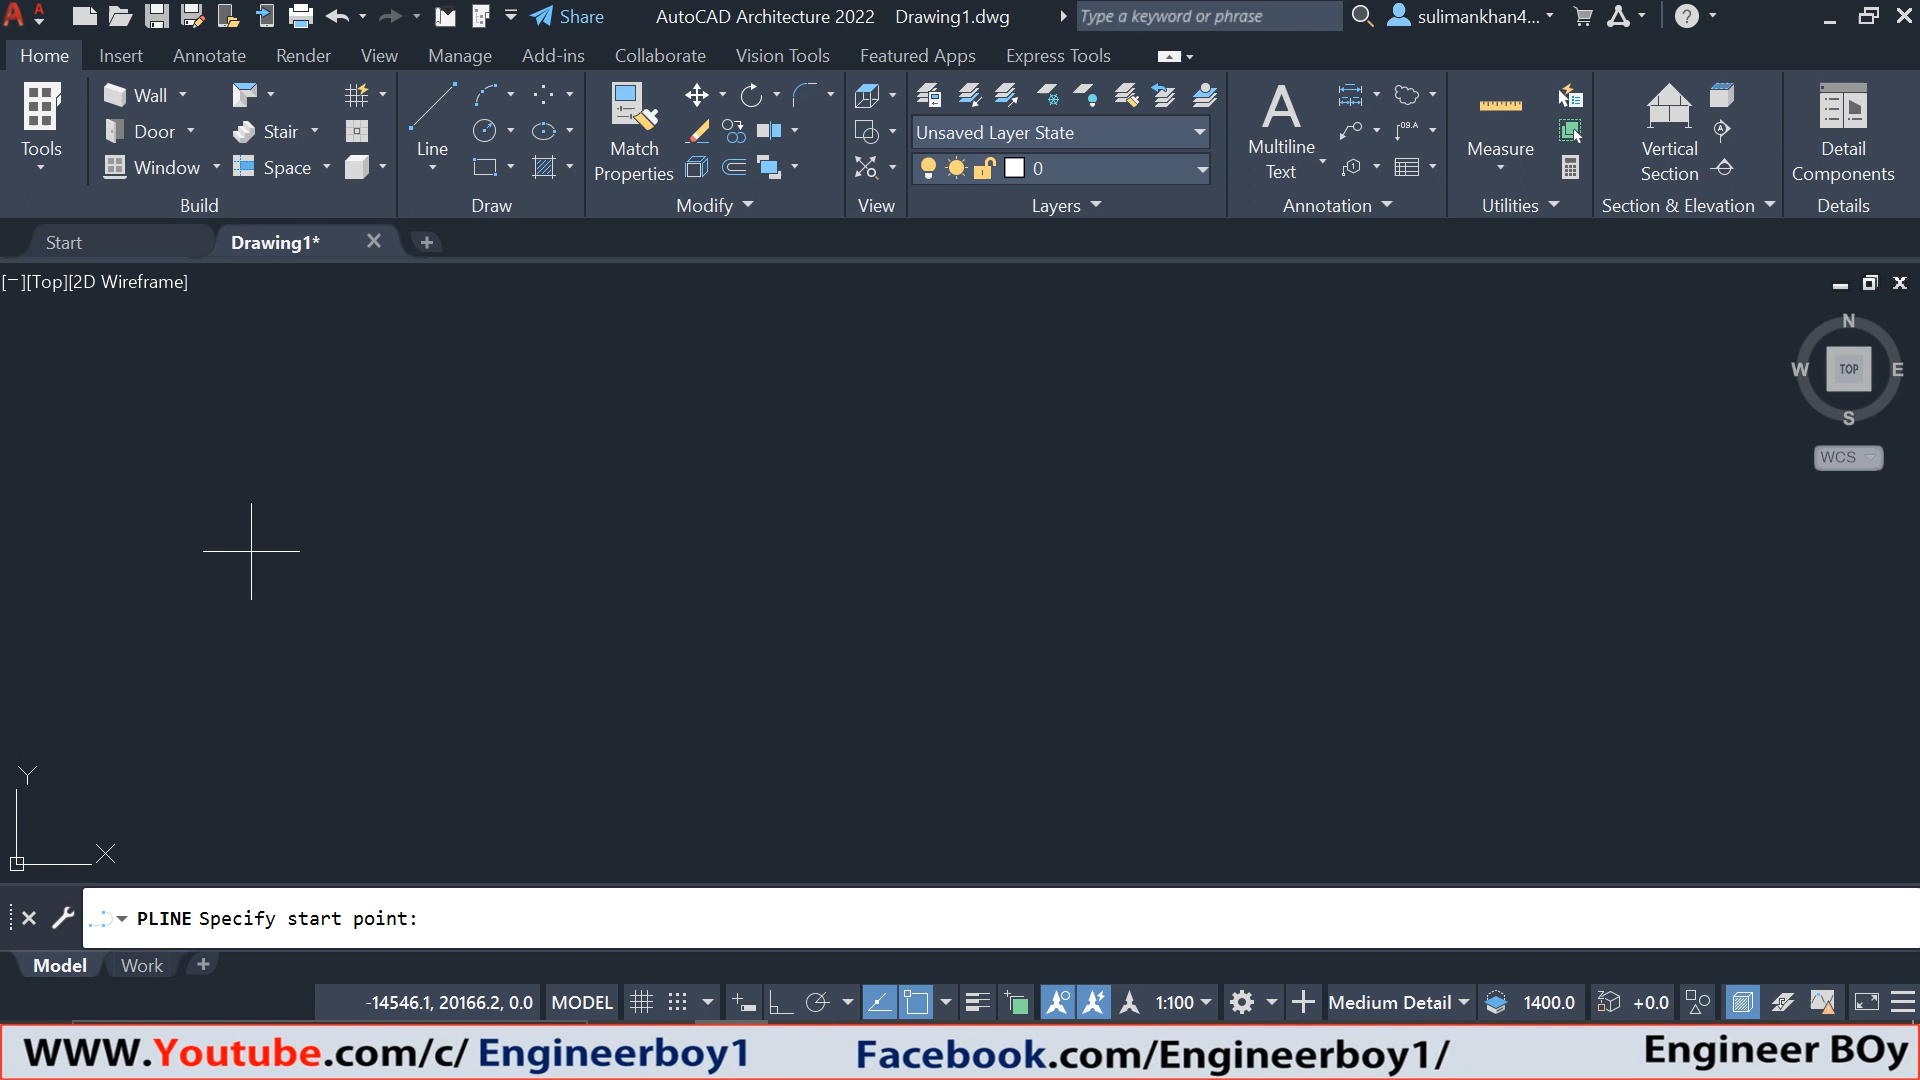 Share
AutoCAD Architecture 2022 Drawing1.dwg
Type a keyword or phrase
sulimankhan4...
Home Insert Annotate Render View Manage Add-ins Collaborate Vision Tools Featured Apps Express Tools
Tools
Wall
Door
Window
Stair
Space
Build
Line
Draw
Match
Properties
Modify
View
Unsaved Layer State
0
Layers
A
Multiline
Text
.09.A
Annotation
Measure
Utilities
Vertical
Section
Section & Elevation
Detail
Components
Details
Start
Drawing1*
[−][Top][2D Wireframe]
N
W TOP E
S
WCS
Y
X
PLINE Specify start point:
Model Work
-14546.1, 20166.2, 0.0 MODEL 1:100 Medium Detail 1400.0 +0.0
WWW.Youtube.com/c/ Engineerboy1 Facebook.com/Engineerboy1/ Engineer BOy